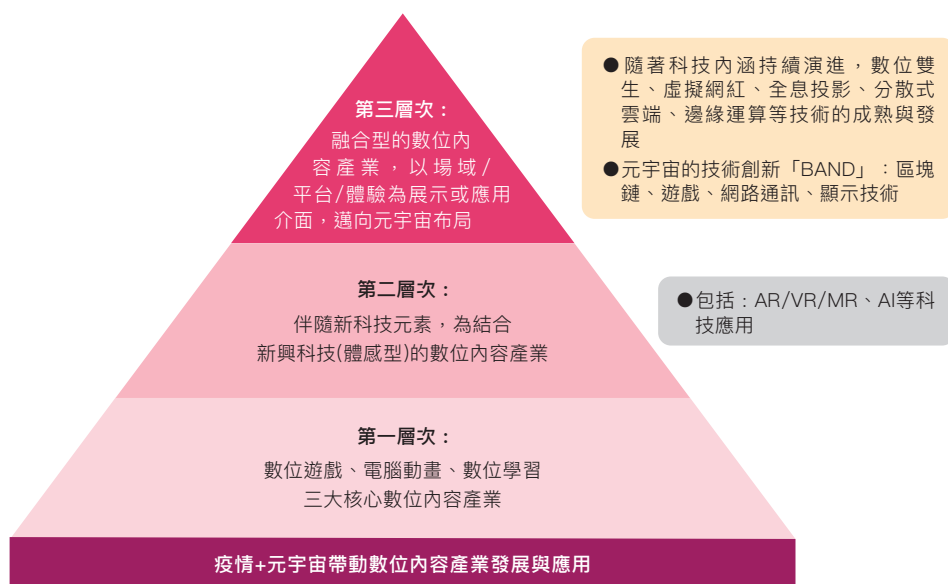 第三層次：
融合型的數位內
容產業，以場域/
平台/體驗為展示或應用
介面，邁向元宇宙布局
●隨著科技內涵持續演進，數位雙
生、虛擬網紅、全息投影、分散式
雲端、邊緣運算等技術的成熟與發
展
●元宇宙的技術創新「BAND」：區塊
鏈、遊戲、網路通訊、顯示技術
第二層次：
伴隨新科技元素，為結合
新興科技(體感型)的數位內容產業
●包括：AR/VR/MR、AI等科
技應用
第一層次：
數位遊戲、電腦動畫、數位學習
三大核心數位內容產業
疫情+元宇宙帶動數位內容產業發展與應用